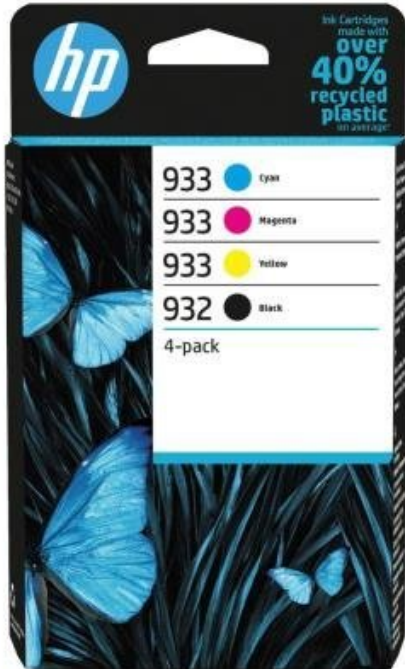 hp
Ink Cartridges
made with
over
40%
recycled
plastic
on average*
933 Cyan
933 Magenta
933 Yellow
932 Black
4-pack